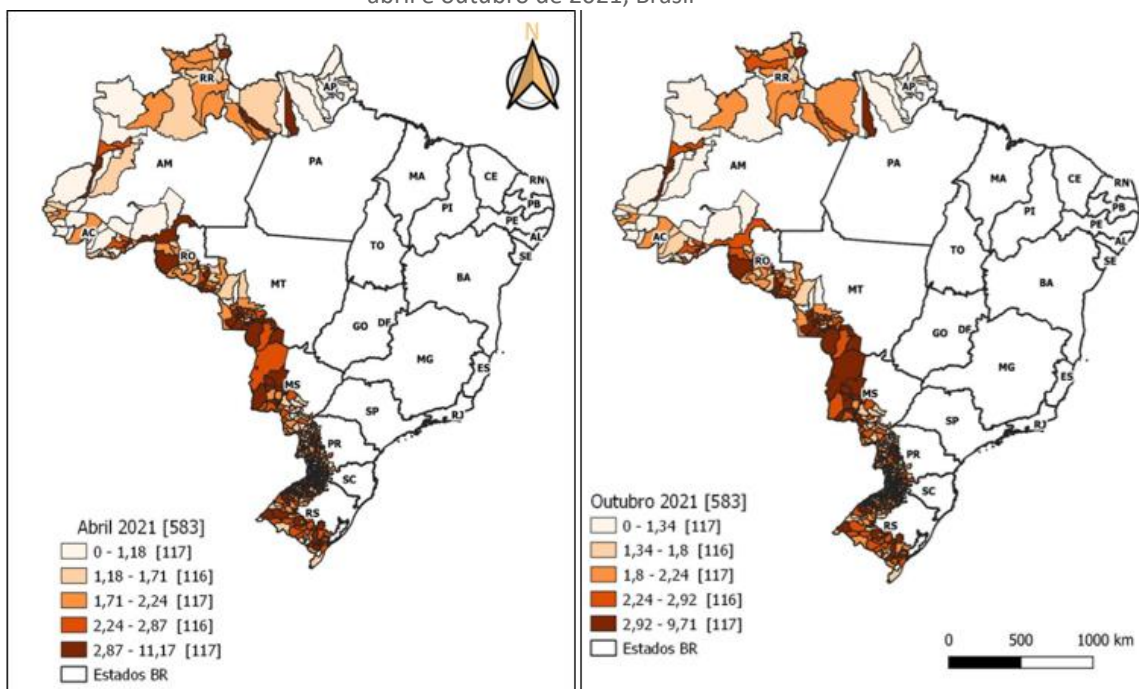 abril e outubro de 2021, Brasil
N
RR
AP
AM
PA
MA
CE
RN
PB
PE
AL
SE
PI
AC
RO
TO
BA
MT
GO
DF
MG
ES
MS
SP
RJ
PR
SC
RS
Abril 2021 [583]
0 - 1,18 [117]
1,18 - 1,71 [116]
1,71 - 2,24 [117]
2,24 - 2,87 [116]
2,87 - 11,17 [117]
Estados BR
RR
AP
AM
PA
MA
CE
RN
PB
PE
AL
SE
PI
AC
RO
TO
BA
MT
GO
DF
MG
ES
MS
SP
RJ
PR
SC
RS
Outubro 2021 [583]
0 - 1,34 [117]
1,34 - 1,8 [116]
1,8 - 2,24 [117]
2,24 - 2,92 [116]
2,92 - 9,71 [117]
Estados BR
0 500 1000 km